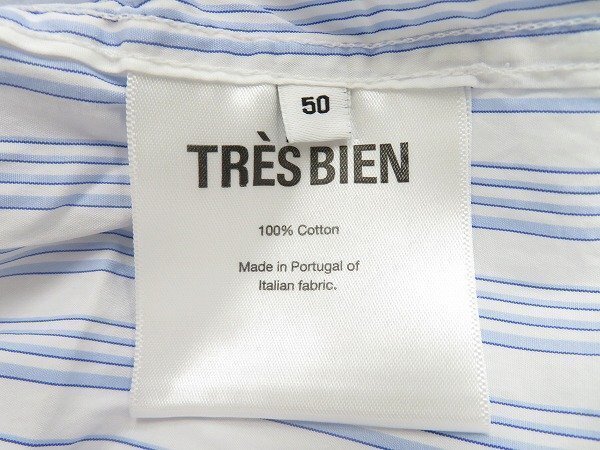 50
TRÈS BIEN
100% Cotton
Made in Portugal of
Italian fabric.